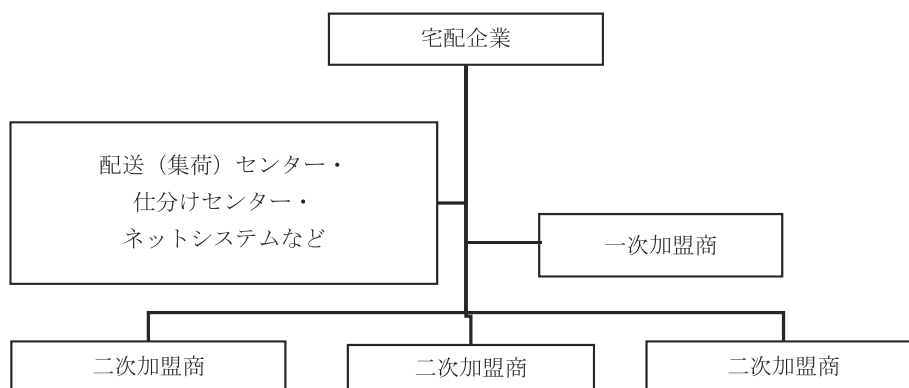 宅配企業
配送（集荷）センター・
仕分けセンター・
ネットシステムなど
一次加盟商
二次加盟商
二次加盟商
二次加盟商